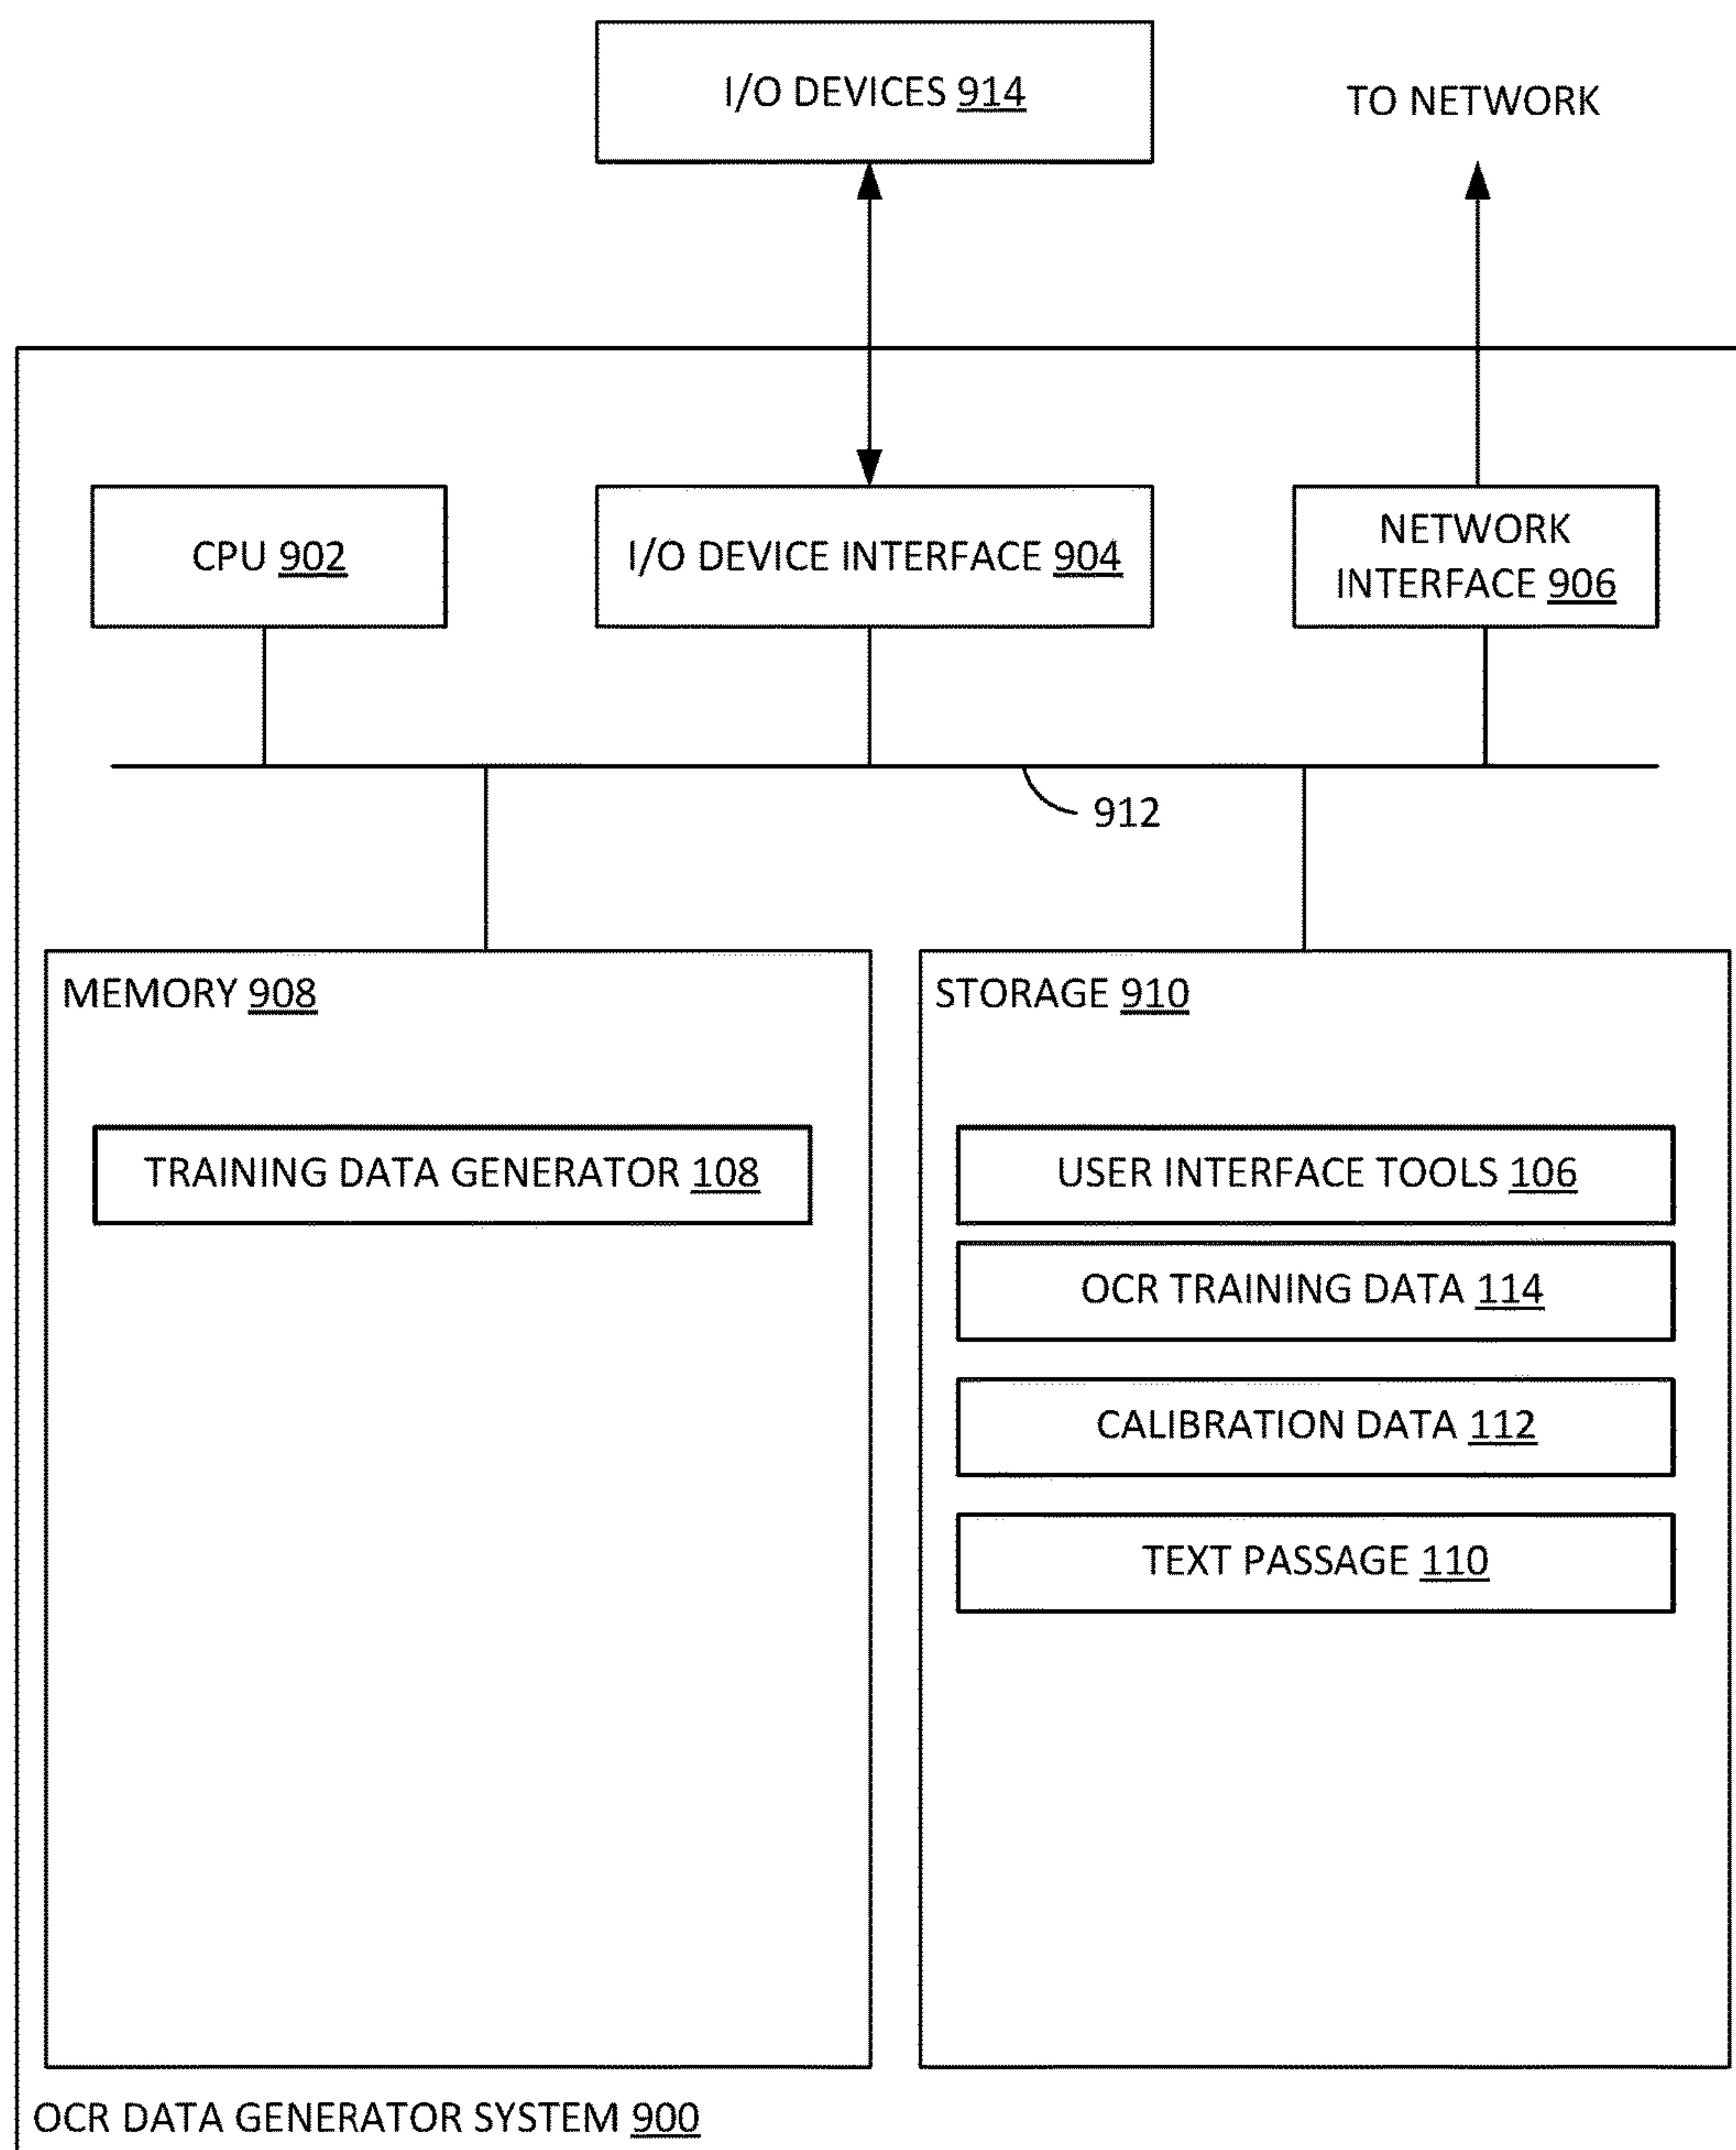 I/O DEVICES 914
TO NETWORK
CPU 902
I/O DEVICE INTERFACE 904
NETWORK
INTERFACE 906
912
MEMORY 908
TRAINING DATA GENERATOR 108
STORAGE 910
USER INTERFACE TOOLS 106
OCR TRAINING DATA 114
CALIBRATION DATA 112
TEXT PASSAGE 110
OCR DATA GENERATOR SYSTEM 900